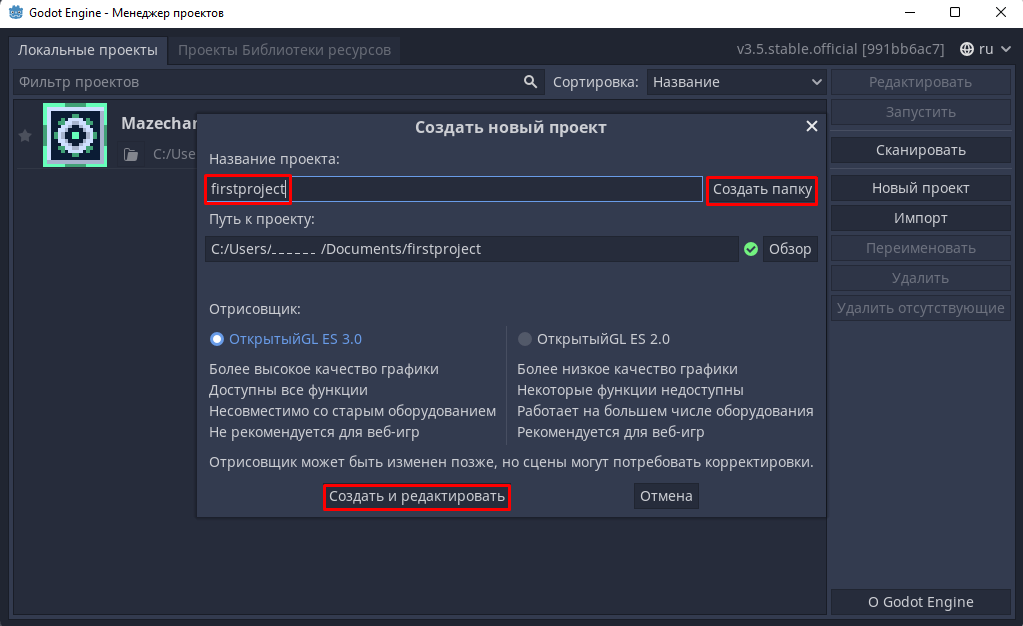 Godot Engine - Менеджер проектов
Локальные проекты
Проекты Библиотеки ресурсов
v3.5.stable.official [991bb6ac7]
ru
Фильтр проектов
Сортировка:
Название
Редактировать
Запустить
Сканировать
Новый проект
Импорт
Переименовать
Удалить
Удалить отсутствующие
О Godot Engine
Mazechar
C:/Use
Создать новый проект
Название проекта:
firstproject
Создать папку
Путь к проекту:
C:/Users/______ /Documents/firstproject
Обзор
Отрисовщик:
ОткрытыйGL ES 3.0
Более высокое качество графики
Доступны все функции
Несовместимо со старым оборудованием
Не рекомендуется для веб-игр
ОткрытыйGL ES 2.0
Более низкое качество графики
Некоторые функции недоступны
Работает на большем числе оборудования
Рекомендуется для веб-игр
Отрисовщик может быть изменен позже, но сцены могут потребовать корректировки.
Создать и редактировать
Отмена